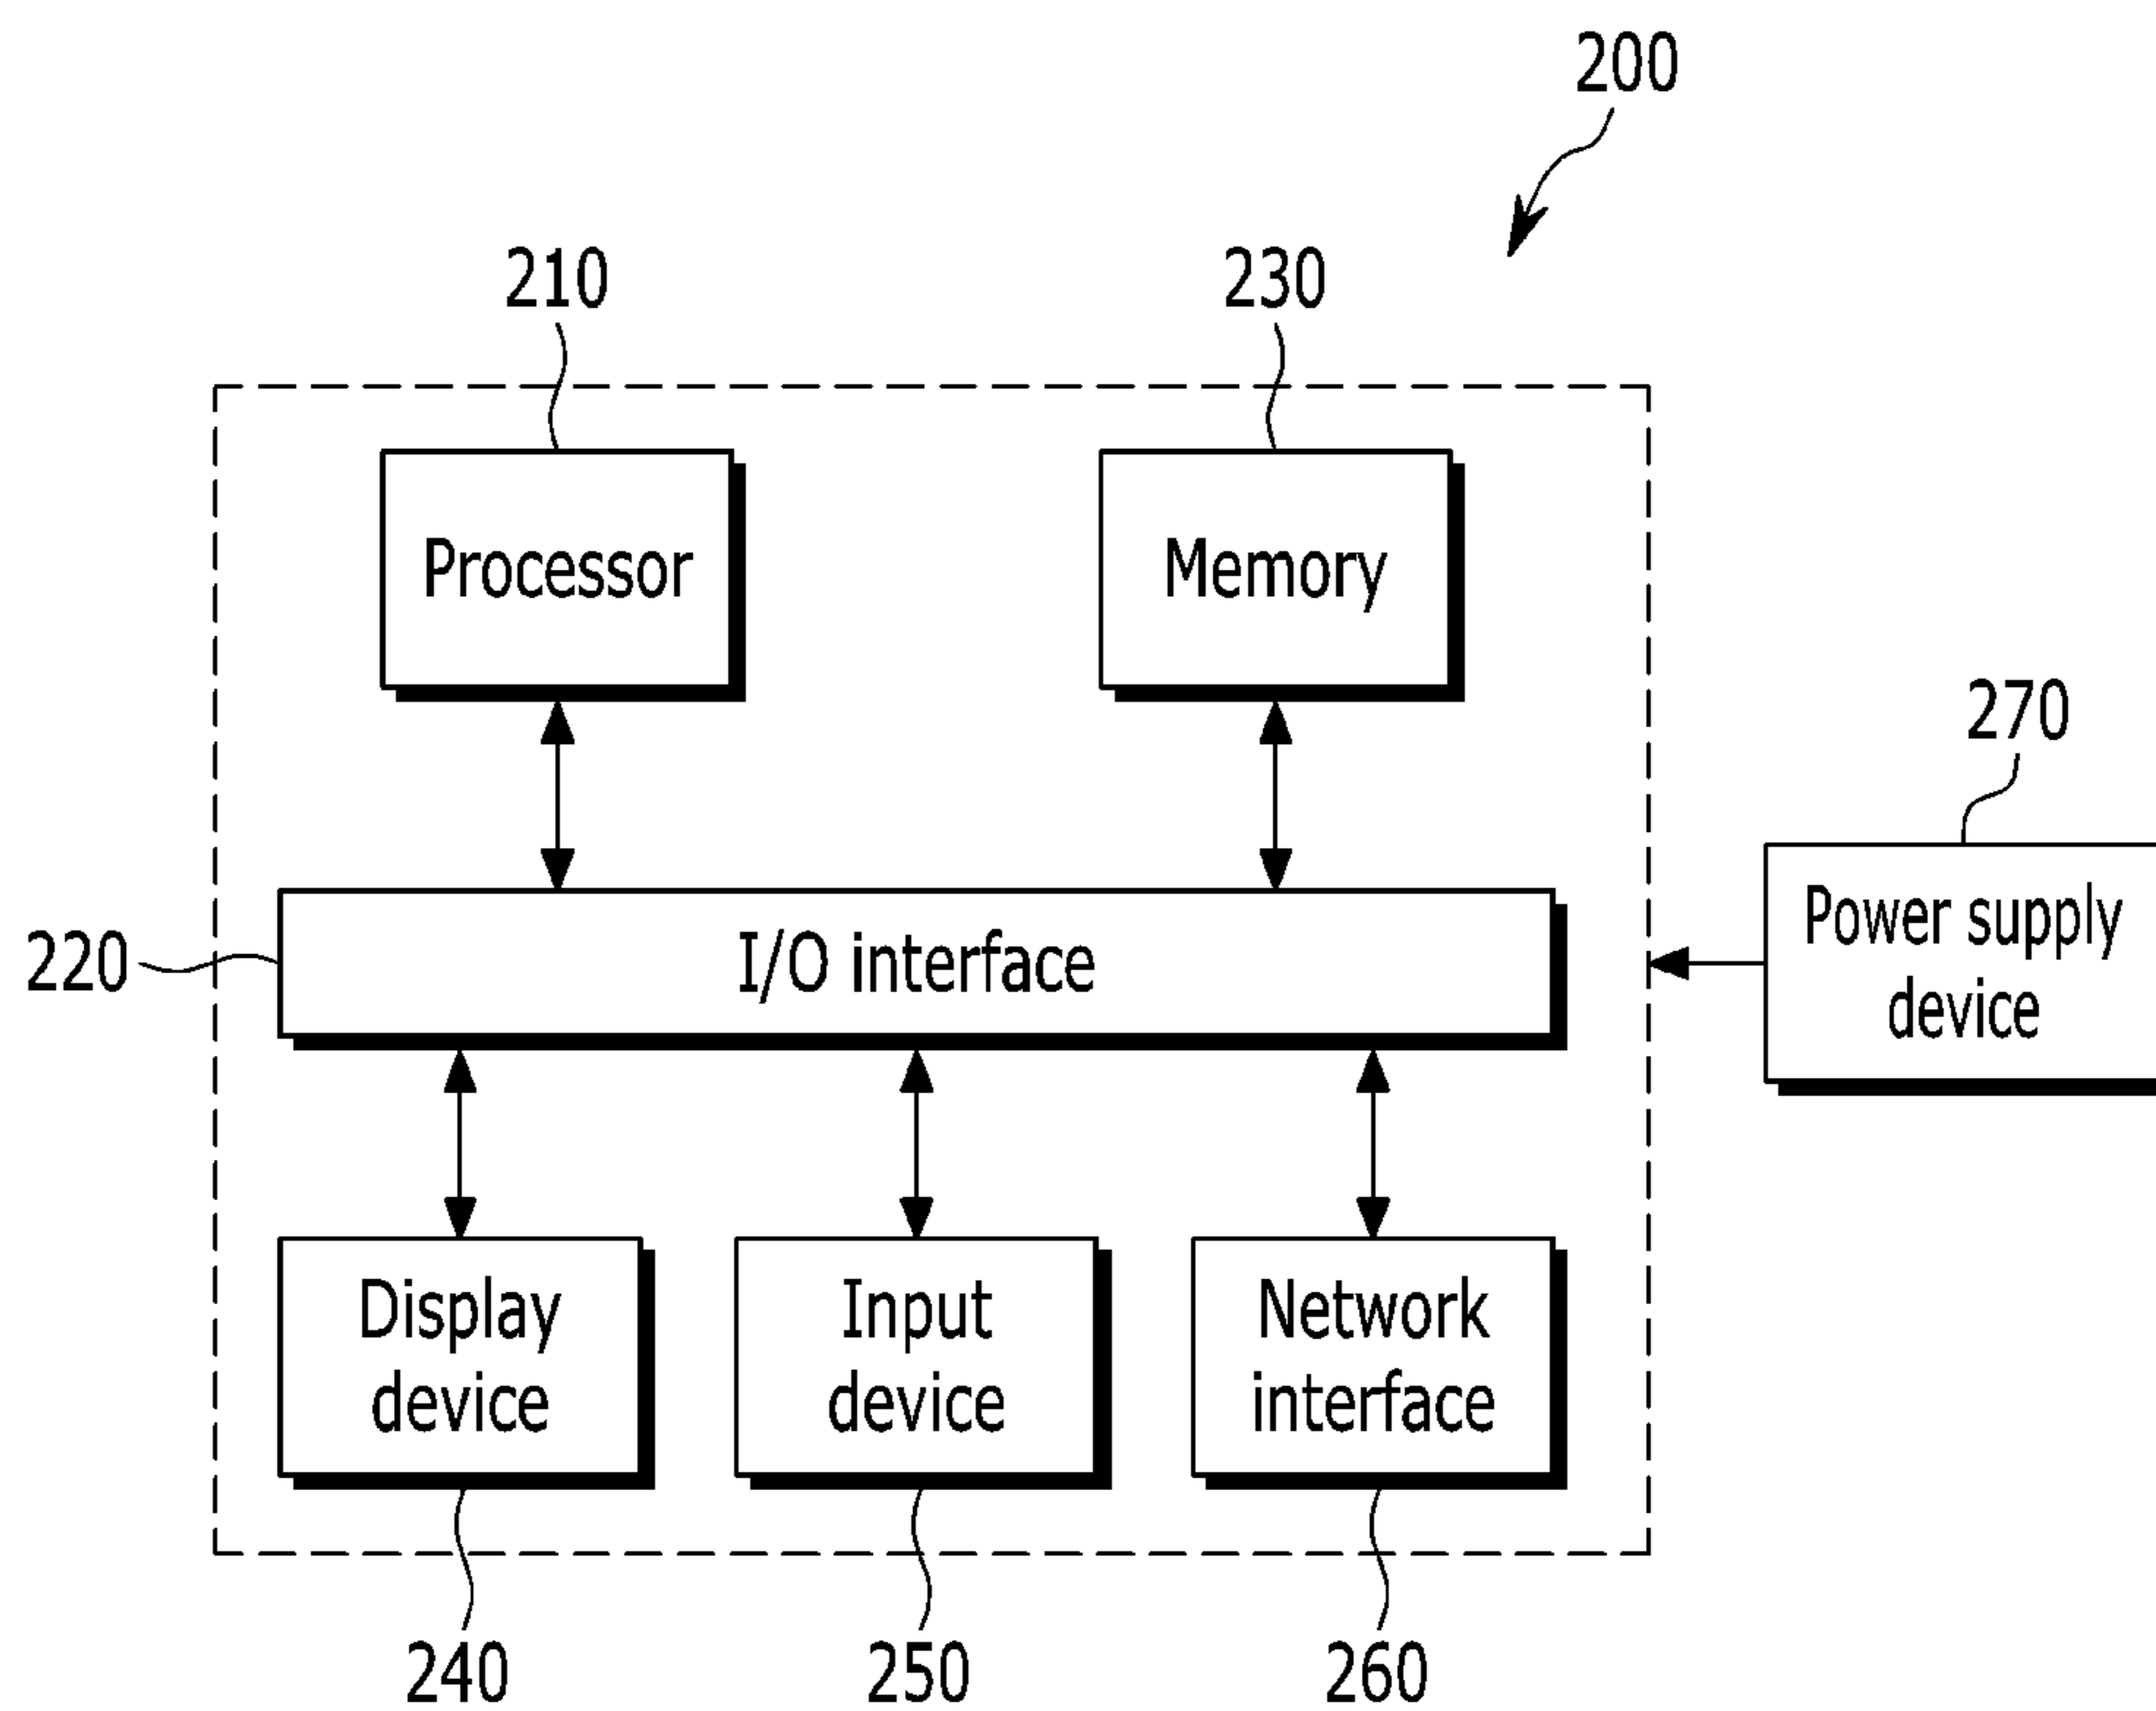 200
210
230
Processor
Memory
270
Power supply
device
220
I/O interface
Display
device
Input
device
Network
interface
240
250
260